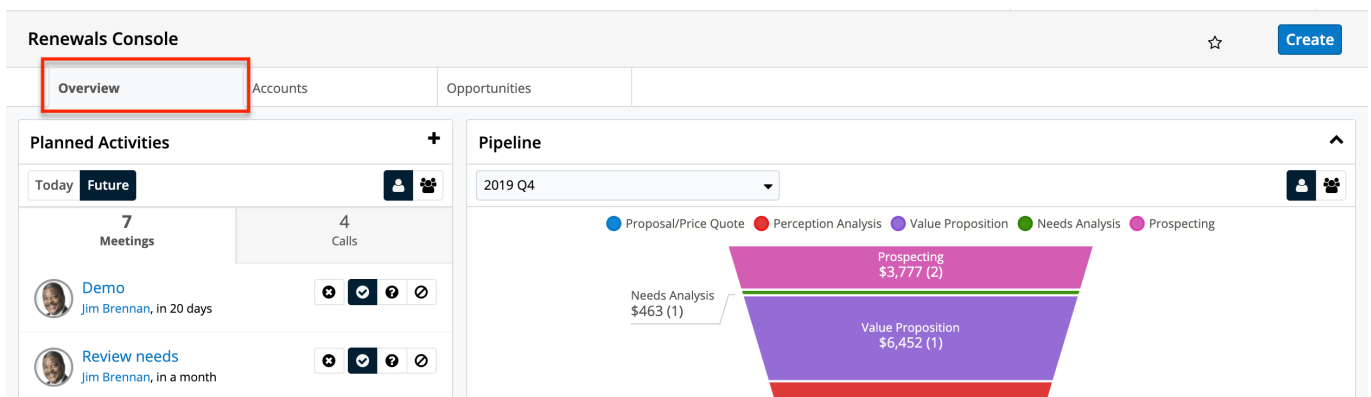 Renewals Console
Create
Overview
Accounts
Opportunities
Planned Activities
Today
Future
7
Meetings
4
Calls
Demo
Jim Brennan, in 20 days
Review needs
Jim Brennan, in a month
Pipeline
2019 Q4
Proposal/Price Quote
Perception Analysis
Value Proposition
Needs Analysis
Prospecting
Prospecting
$3,777 (2)
Needs Analysis
$463 (1)
Value Proposition
$6,452 (1)